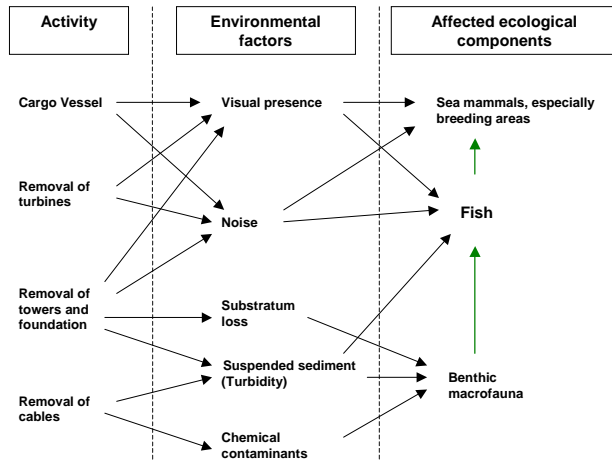 Activity
Environmental
factors
Affected ecological
components
Cargo Vessel
Visual presence
Sea mammals, especially
breeding areas
Removal of
turbines
Noise
Fish
Removal of
towers and
foundation
Substratum
loss
Suspended sediment
(Turbidity)
Benthic
macrofauna
Removal of
cables
Chemical
contaminants